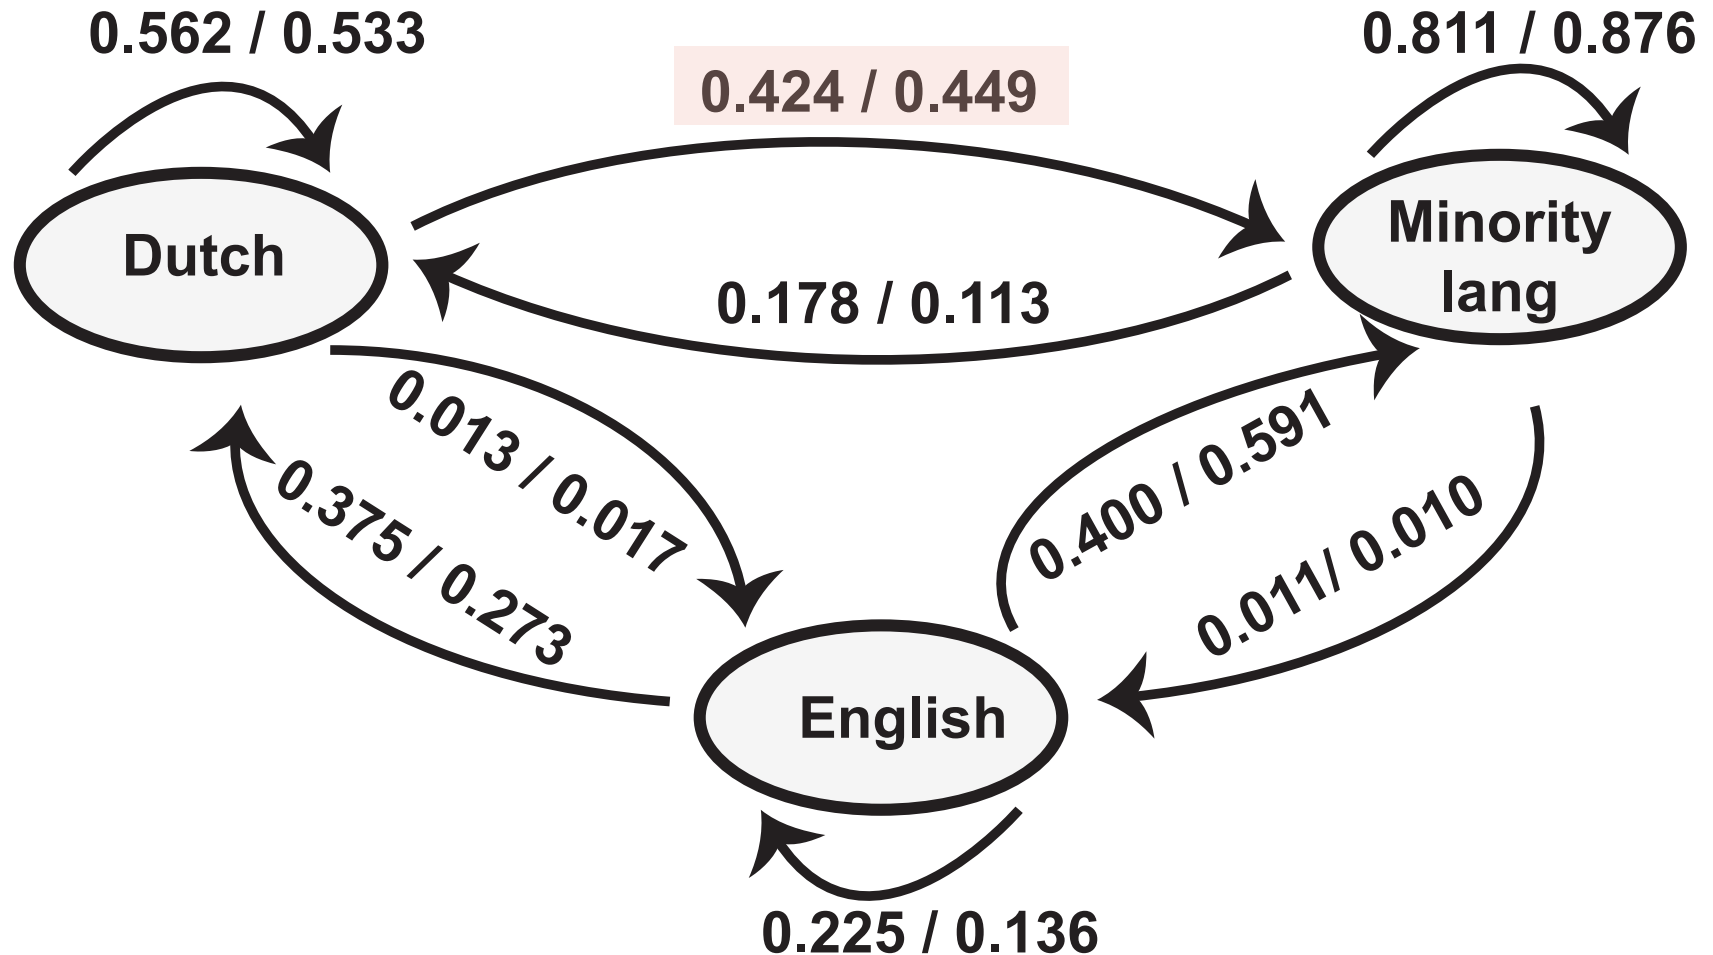 0.562 / 0.533
0.811 / 0.876
0.424 / 0.449
Dutch
Minority
lang
0.178 / 0.113
0.013 / 0.017
0.375 / 0.273
0.400 / 0.591
0.011/ 0.010
English
0.225 / 0.136